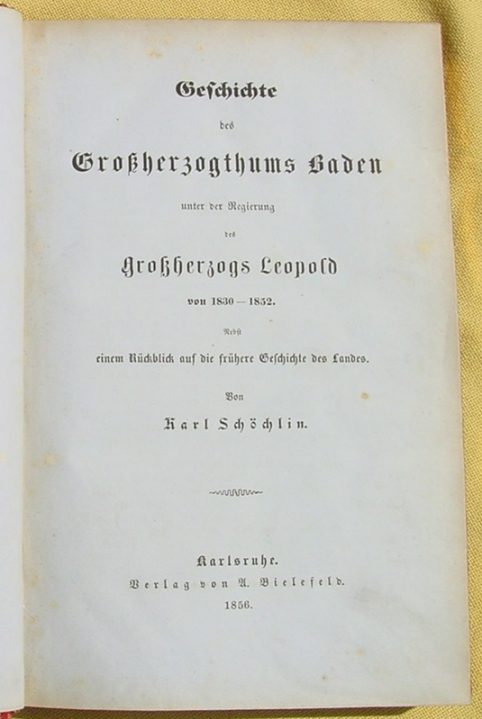 Geschichte
des
Großherzogthums Baden
unter der Regierung
des
Großherzogs Leopold
von 1830 — 1852.
Nebst
einem Rückblick auf die frühere Geschichte des Landes.
Von
Karl Schöchlin.
Karlsruhe.
Verlag von A. Bielefeld.
1856.